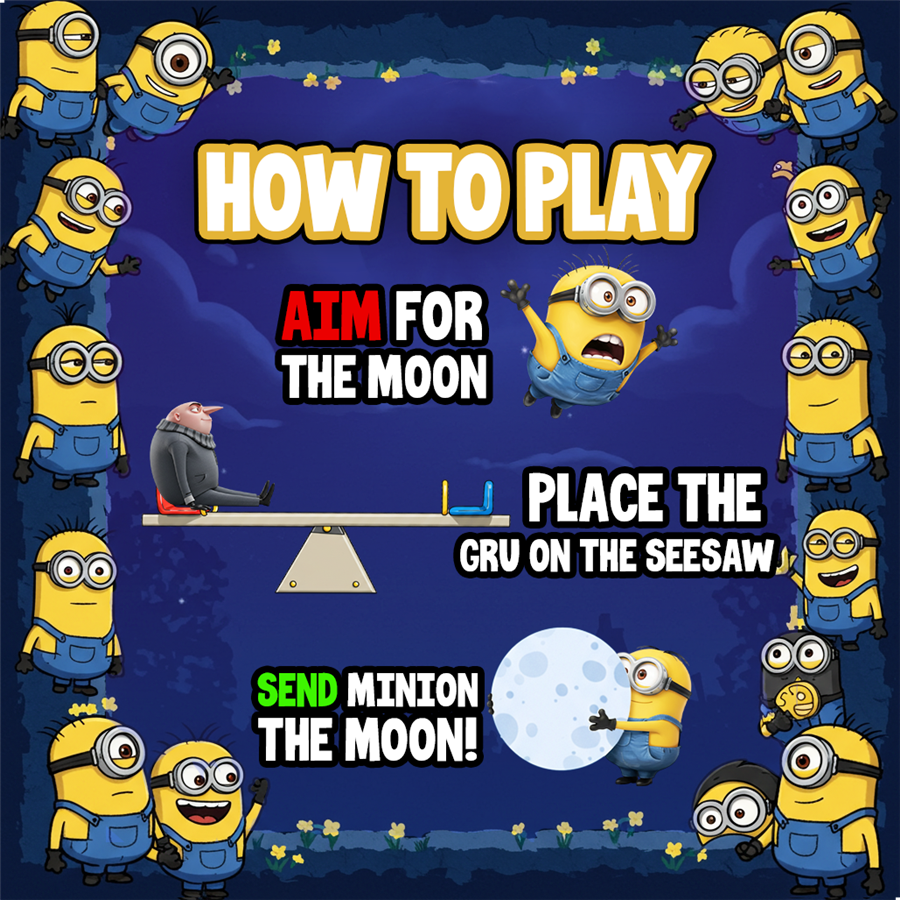 HOW TO PLAY
AIM FOR
THE MOON
PLACE THE
GRU ON THE SEESAW
SEND MINION
THE MOON!